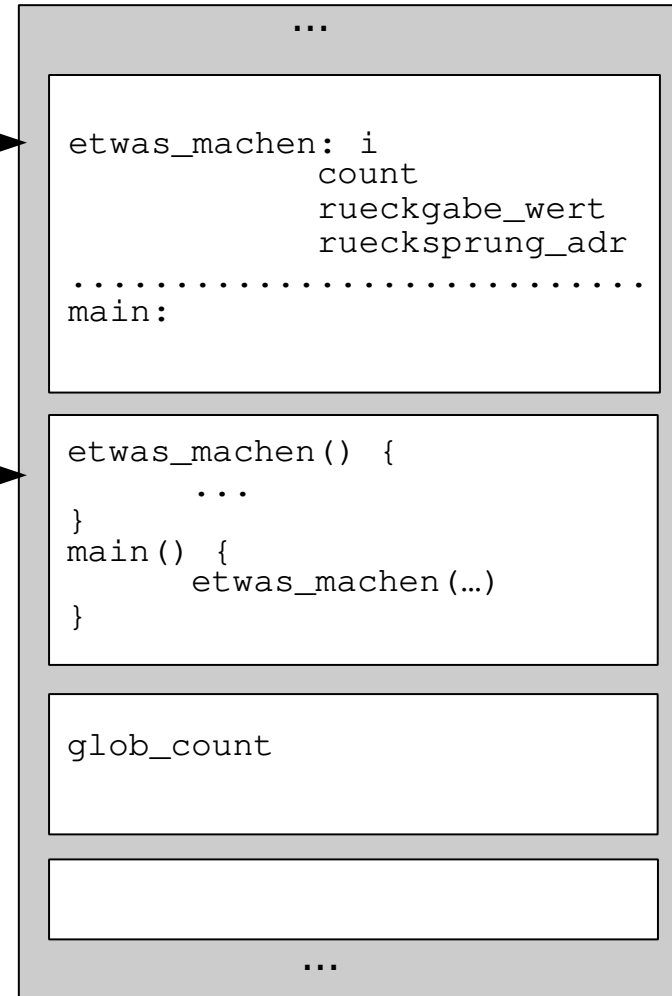 ...
etwas_machen: i
count
rueckgabe_wert
ruecksprung_adr
............................
main:
etwas_machen() {
...
}
main() {
etwas_machen(…)
}
glob_count
...